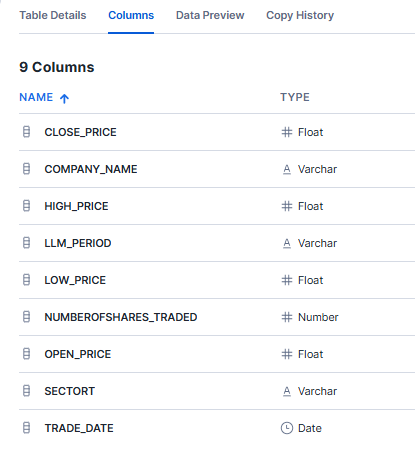 Table Details Columns Data Preview Copy History
9 Columns
NAME ↑ TYPE
CLOSE_PRICE # Float
COMPANY_NAME A Varchar
HIGH_PRICE # Float
LLM_PERIOD A Varchar
LOW_PRICE # Float
NUMBEROFSHARES_TRADED # Number
OPEN_PRICE # Float
SECTORT A Varchar
TRADE_DATE Date